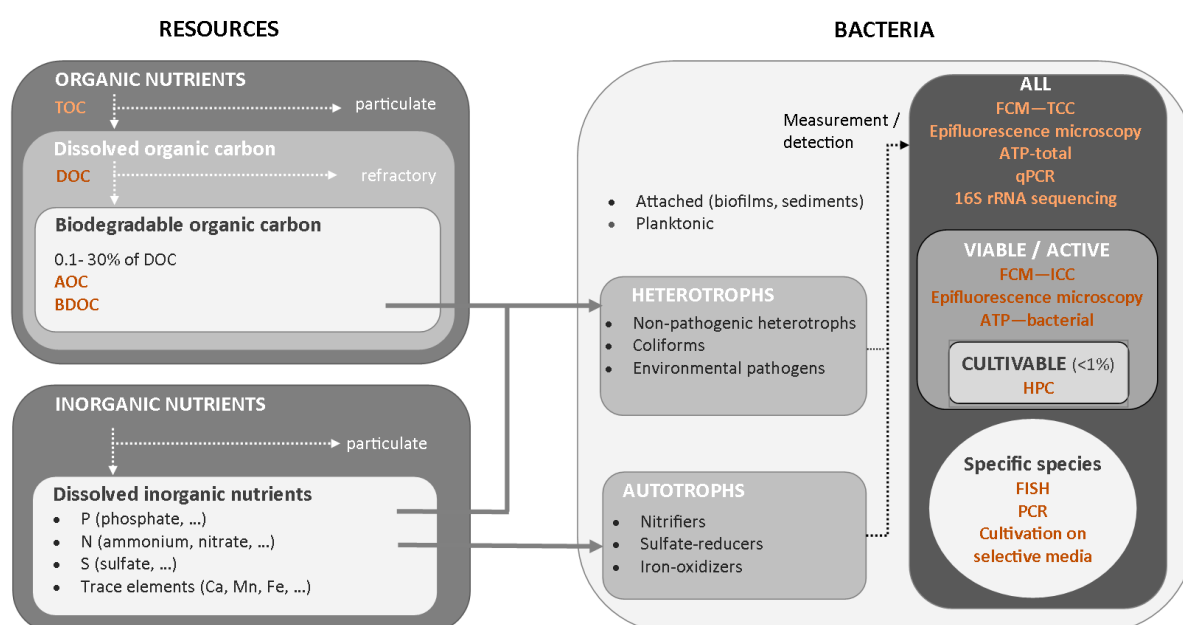 RESOURCES
ORGANIC NUTRIENTS
TOC
particulate
Dissolved organic carbon
DOC
refractory
Biodegradable organic carbon
0.1- 30% of DOC
AOC
BDOC
INORGANIC NUTRIENTS
particulate
Dissolved inorganic nutrients
• P (phosphate, ...)
• N (ammonium, nitrate, ...)
• S (sulfate, ...)
• Trace elements (Ca, Mn, Fe, ...)
BACTERIA
Measurement /
detection
• Attached (biofilms, sediments)
• Planktonic
HETEROTROPHS
• Non-pathogenic heterotrophs
• Coliforms
• Environmental pathogens
AUTOTROPHS
• Nitrifiers
• Sulfate-reducers
• Iron-oxidizers
ALL
FCM—TCC
Epifluorescence microscopy
ATP-total
qPCR
16S rRNA sequencing
VIABLE / ACTIVE
FCM—ICC
Epifluorescence microscopy
ATP—bacterial
CULTIVABLE (<1%)
HPC
Specific species
FISH
PCR
Cultivation on
selective media